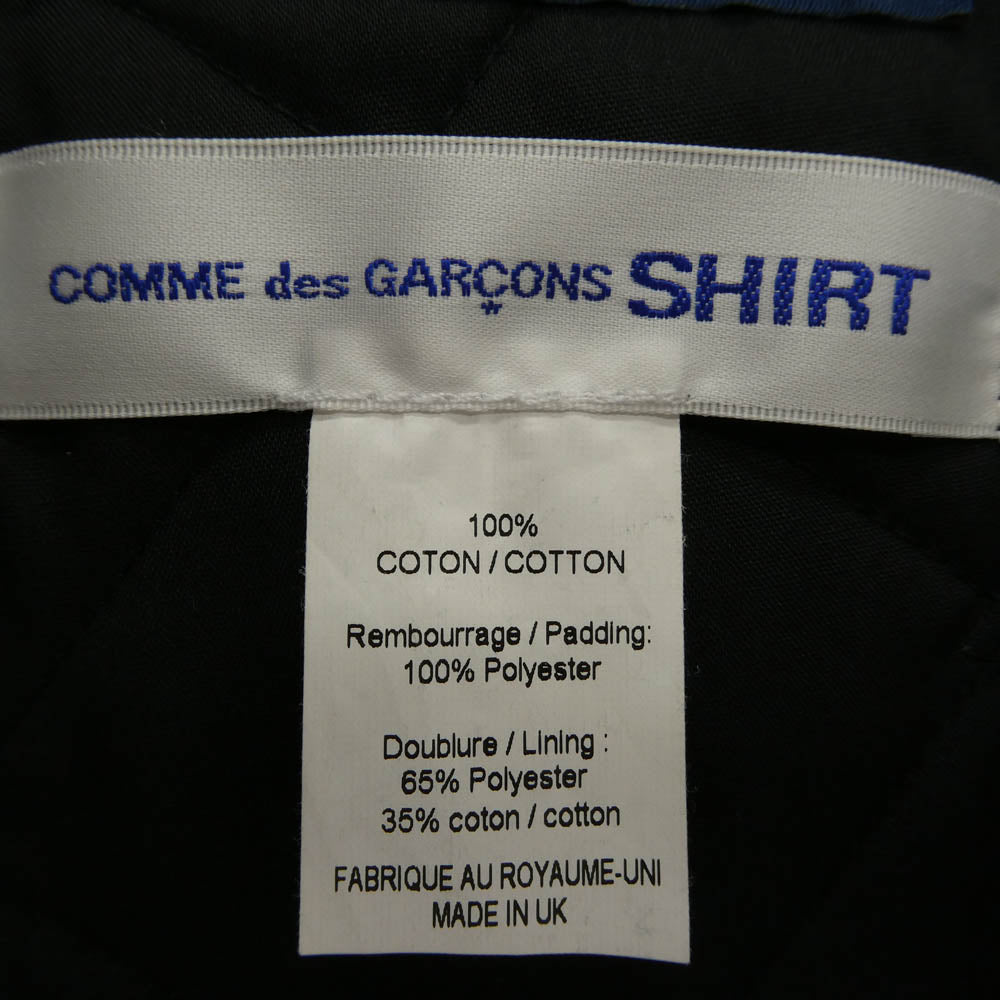 COMME des GARÇONS SHIRT
100%
COTON / COTTON
Rembourrage / Padding:
100% Polyester
Doublure / Lining :
65% Polyester
35% coton / cotton
FABRIQUE AU ROYAUME-UNI
MADE IN UK